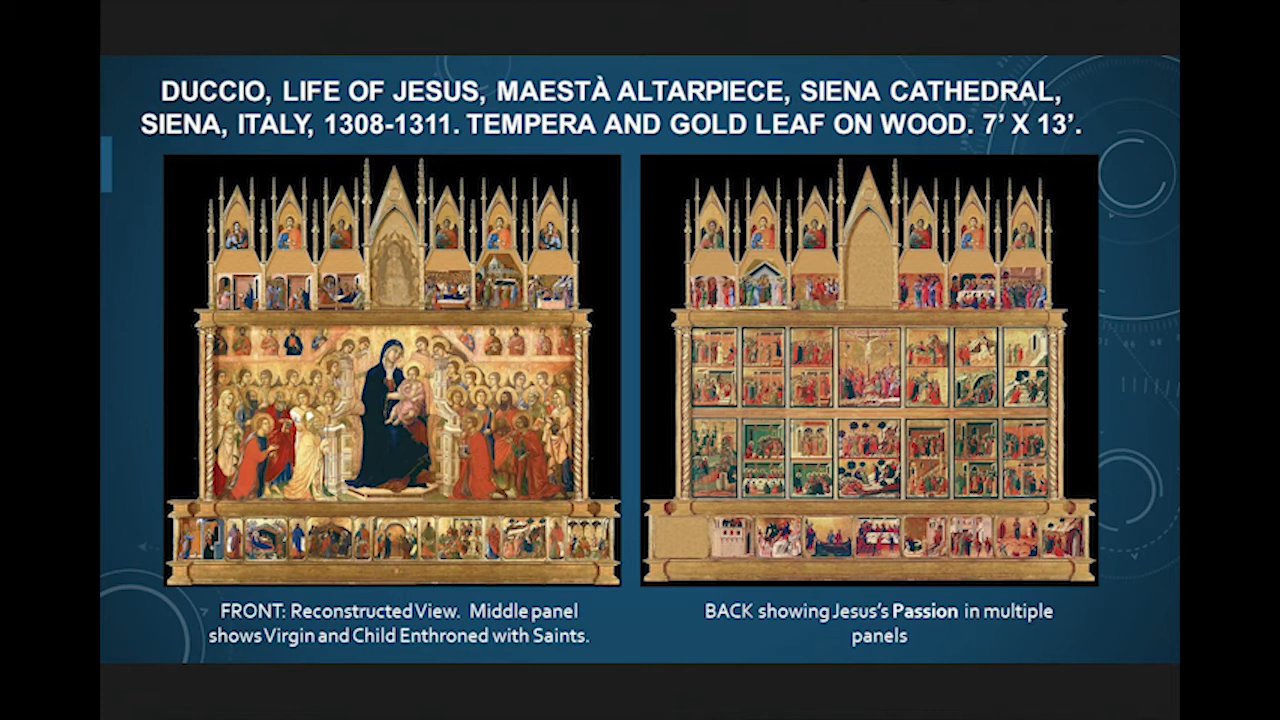 DUCCIO, LIFE OF JESUS, MAESTÀ ALTARPIECE, SIENA CATHEDRAL,
SIENA, ITALY, 1308-1311. TEMPERA AND GOLD LEAF ON WOOD. 7’ X 13’.
FRONT: Reconstructed View. Middle panel
shows Virgin and Child Enthroned with Saints.
BACK showing Jesus’s Passion in multiple
panels